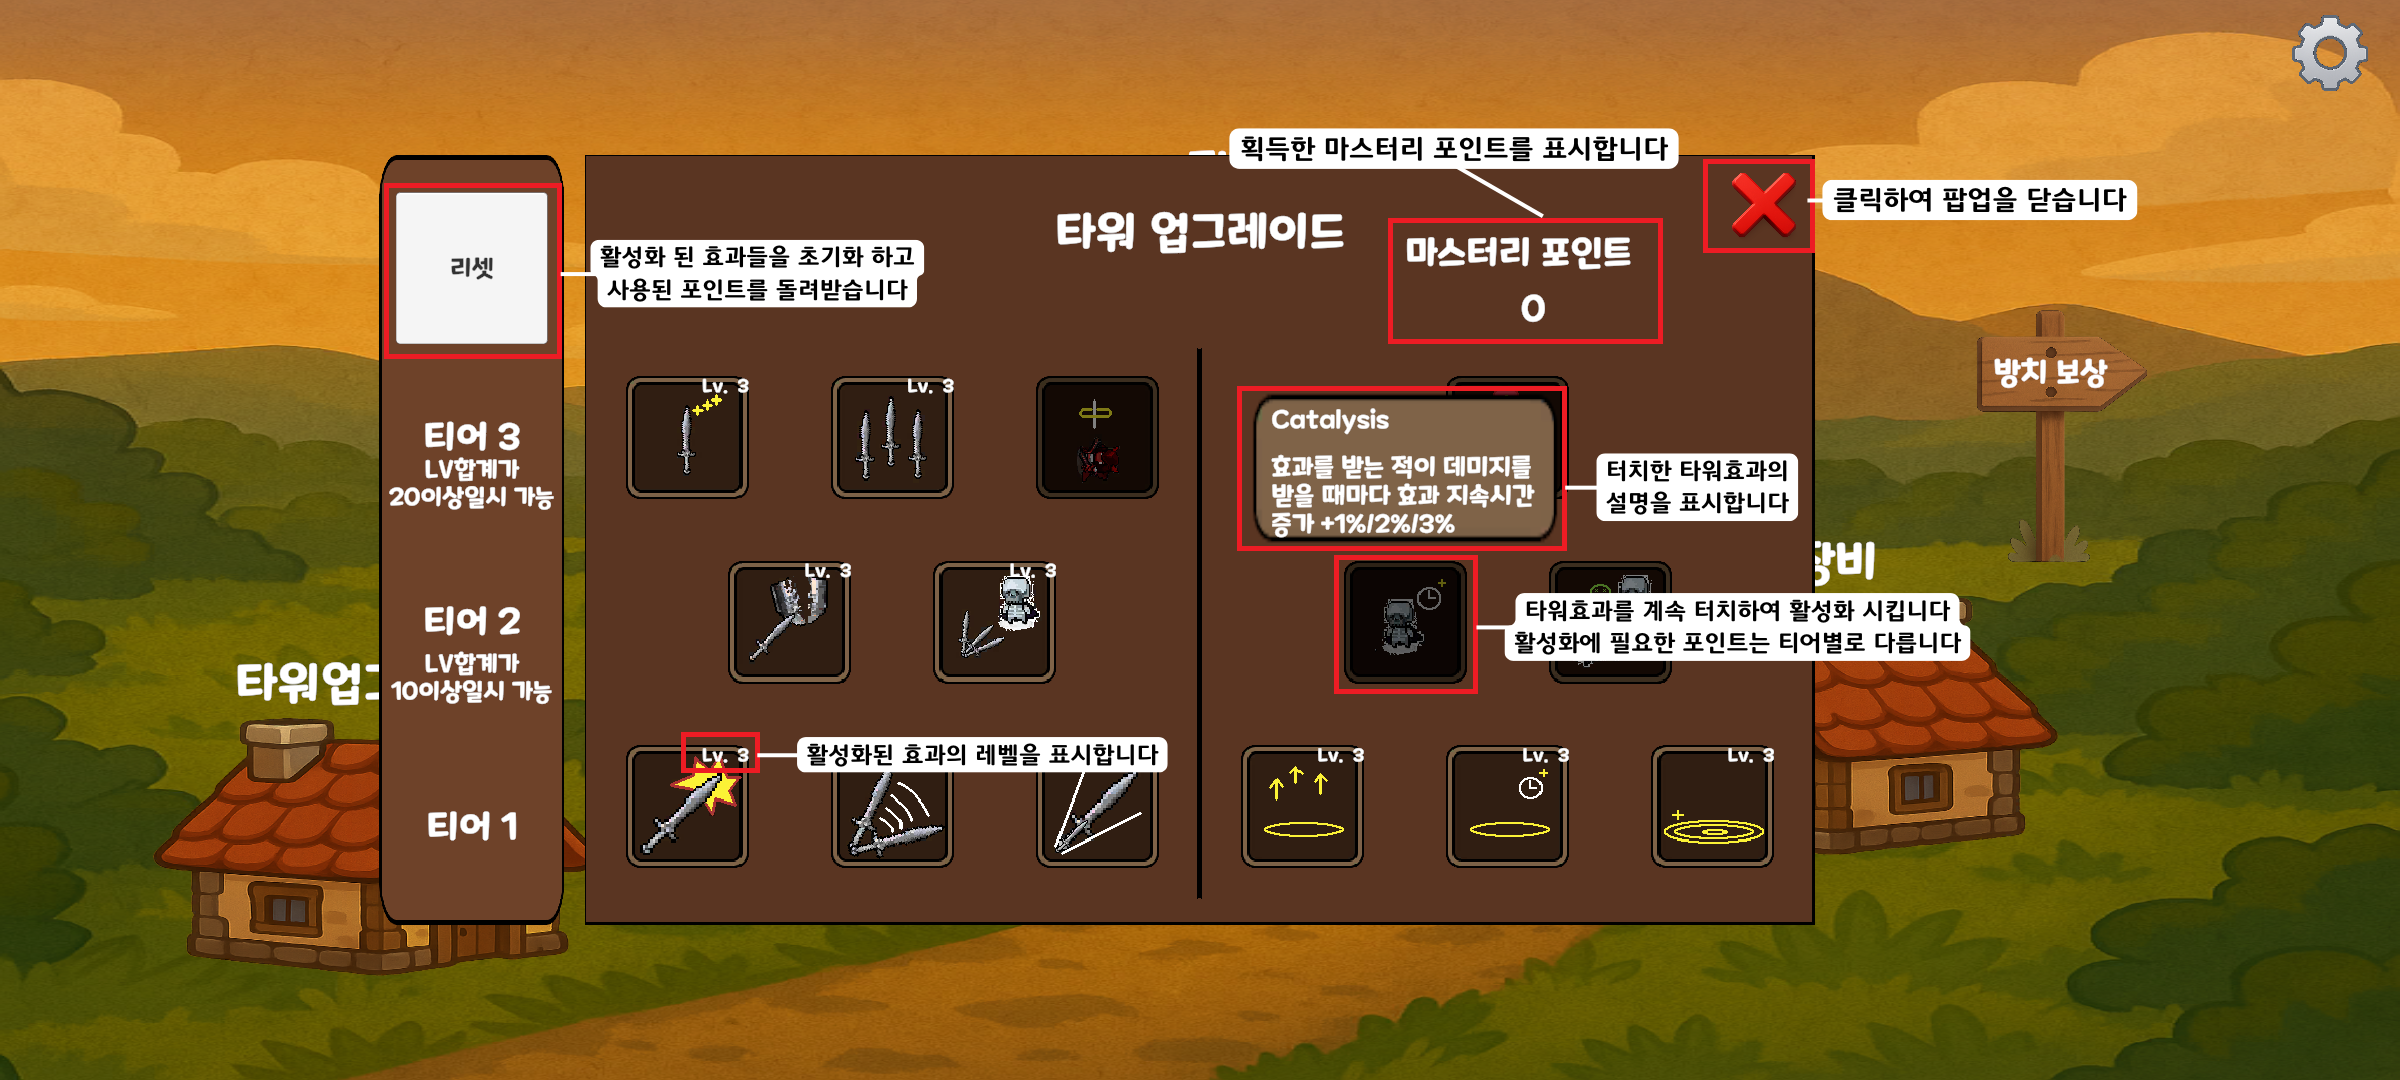 획득한 마스터리 포인트를 표시합니다
클릭하여 팝업을 닫습니다
타워 업그레이드
마스터리 포인트
0
리셋
활성화 된 효과들을 초기화 하고
사용된 포인트를 돌려받습니다
방치 보상
Lv. 3
Lv. 3
Catalysis
효과를 받는 적이 데미지를
받을 때마다 효과 지속시간
증가 +1%/2%/3%
터치한 타워효과의
설명을 표시합니다
티어 3
LV합계가
20이상일시 가능
Lv. 3
Lv. 3
타워효과를 계속 터치하여 활성화 시킵니다
활성화에 필요한 포인트는 티어별로 다릅니다
장비
티어 2
LV합계가
10이상일시 가능
타워업그
Lv. 3
활성화된 효과의 레벨을 표시합니다
Lv. 3
Lv. 3
Lv. 3
티어 1